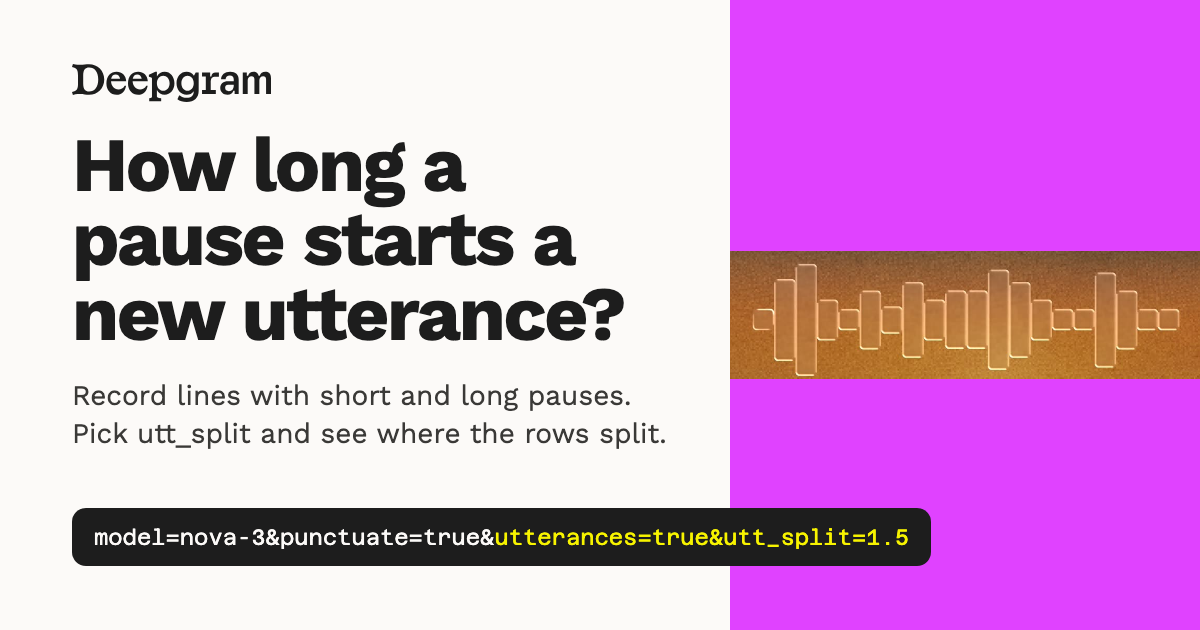 Deepgram
How long a
pause starts a
new utterance?
Record lines with short and long pauses.
Pick utt_split and see where the rows split.
model=nova-3&punctuate=true&utterances=true&utt_split=1.5